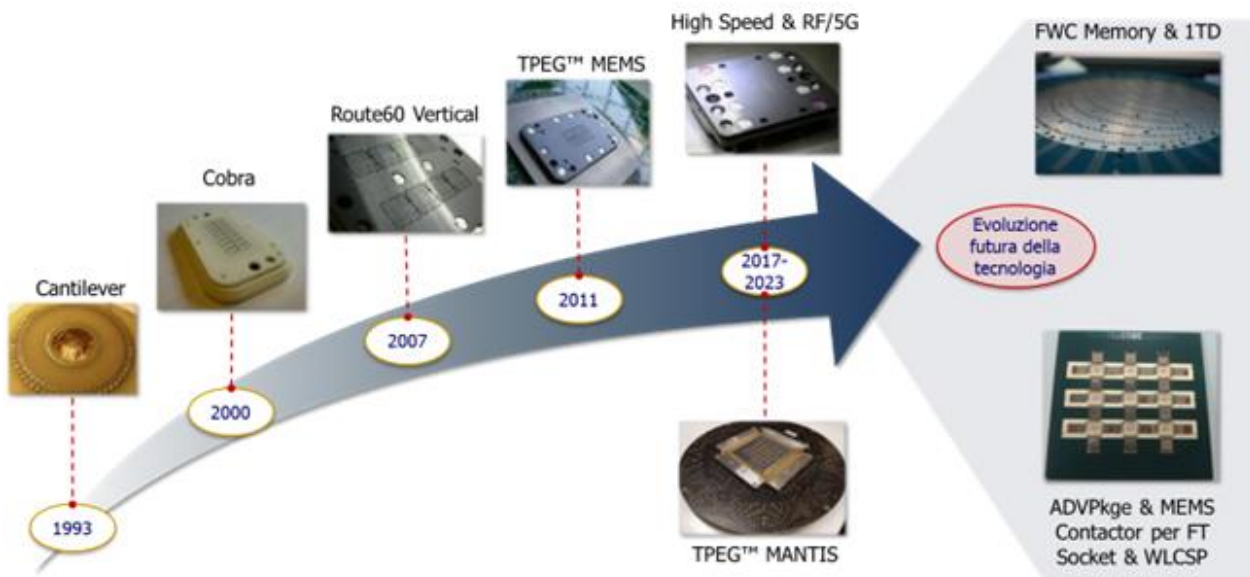 High Speed & RF/5G
FWC Memory & 1TD
TPEG™ MEMS
Route60 Vertical
Cobra
Cantilever
Evoluzione
futura della
tecnologia
2017-
2023
2011
2007
2000
1993
TPEG™ MANTIS
ADVPkge & MEMS
Contactor per FT
Socket & WLCSP